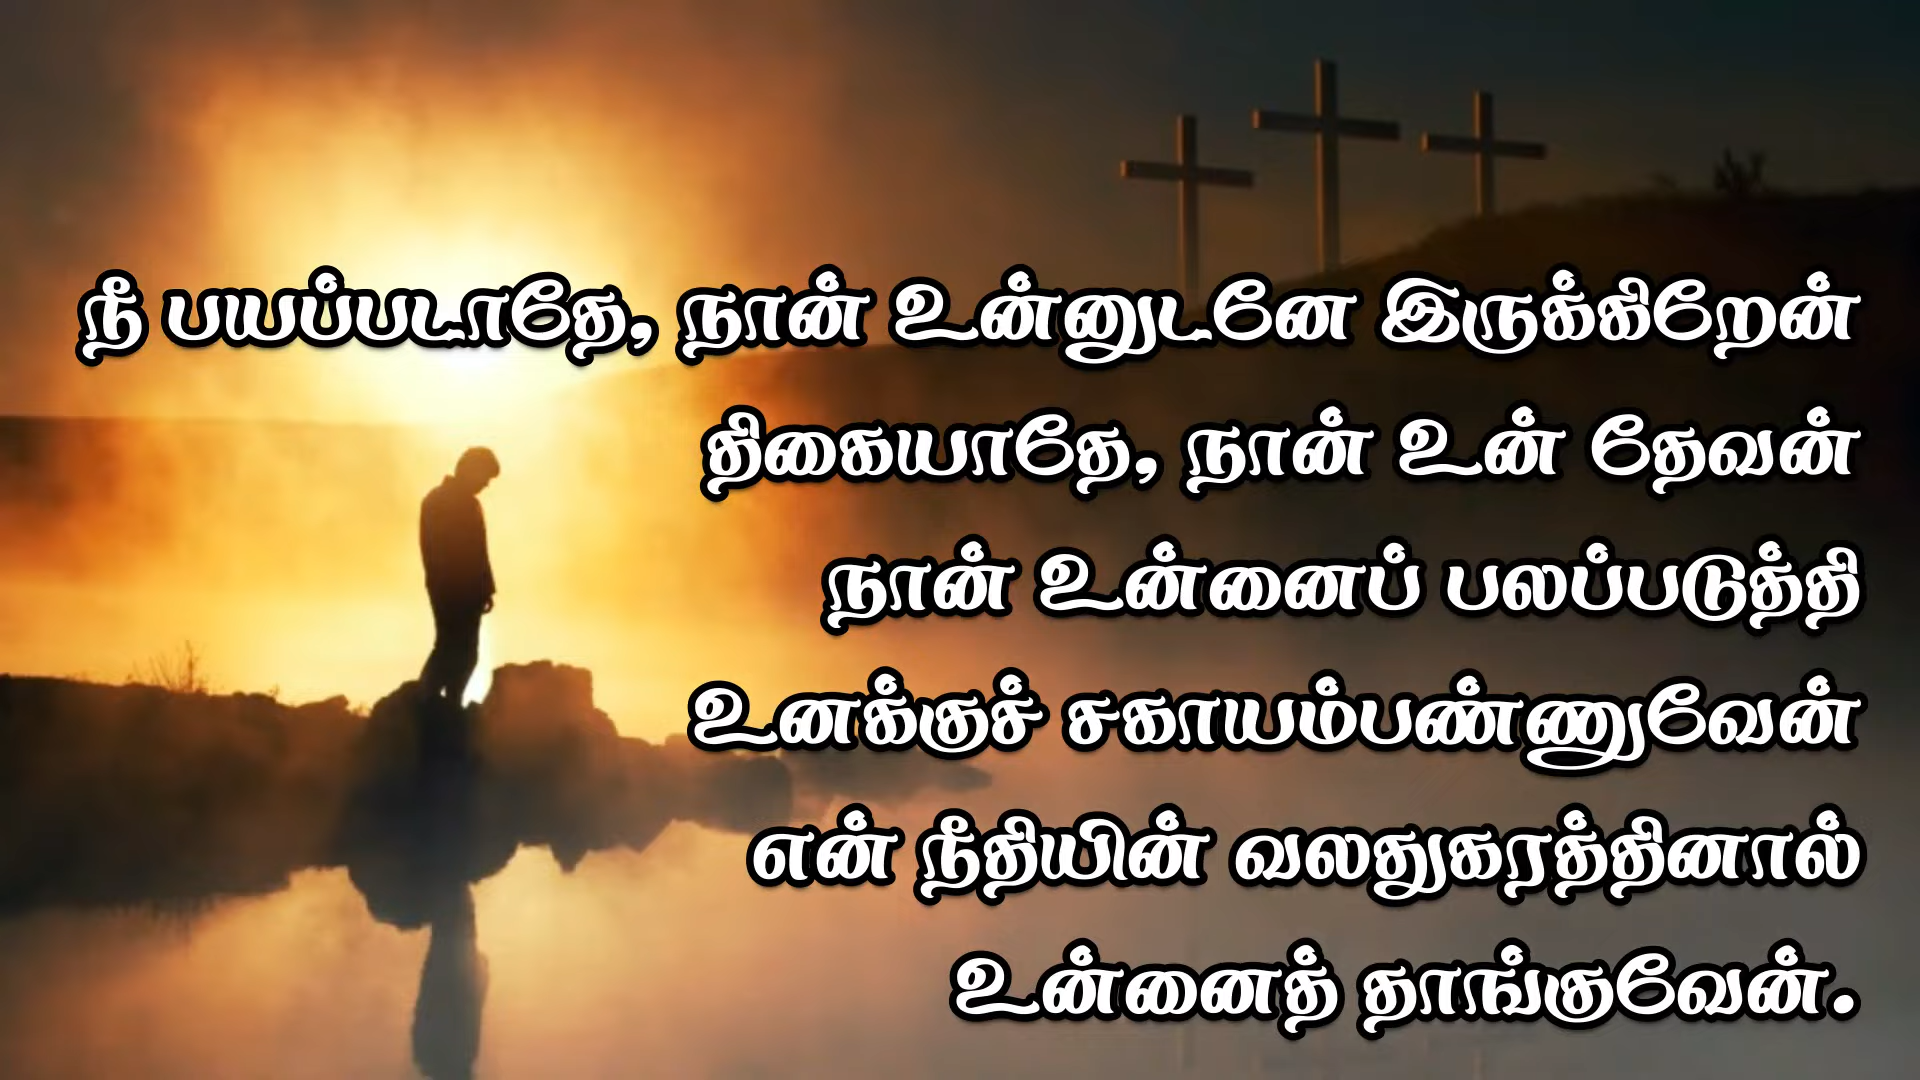 நீ பயப்படாதே, நான் உன்னுடனே இருக்கிறேன்
திகையாதே, நான் உன் தேவன்
நான் உன்னைப் பலப்படுத்தி
உனக்குச் சகாயம்பண்ணுவேன்
என் நீதியின் வலதுகரத்தினால்
உன்னைத் தாங்குவேன்.